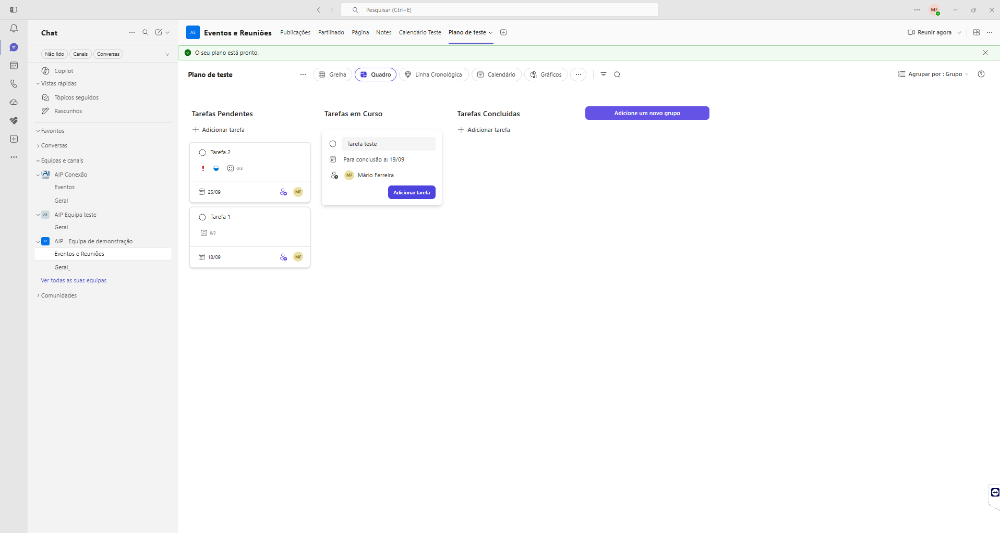 Pesquisar (Ctrl+E)
MF
Chat
Não lido
Canais
Conversas
Copilot
Vistas rápidas
Tópicos seguidos
Rascunhos
Favoritos
Conversas
Equipas e canais
AIP Conexão
Eventos
Geral
AE AIP Equipa teste
Geral
AE AIP - Equipa de demonstração
Eventos e Reuniões
Geral_
Ver todas as suas equipas
Comunidades
AE Eventos e Reuniões
Publicações
Partilhado
Página
Notes
Calendário Teste
Plano de teste
Reunir agora
O seu plano está pronto.
Plano de teste
Grelha
Quadro
Linha Cronológica
Calendário
Gráficos
Agrupar por : Grupo
Tarefas Pendentes
Adicionar tarefa
Tarefa 2
0/3
25/09
MF
Tarefa 1
0/2
18/09
MF
Tarefas em Curso
Tarefa teste
Para conclusão a: 19/09
MF Mário Ferreira
Adicionar tarefa
Tarefas Concluídas
Adicionar tarefa
Adicione um novo grupo